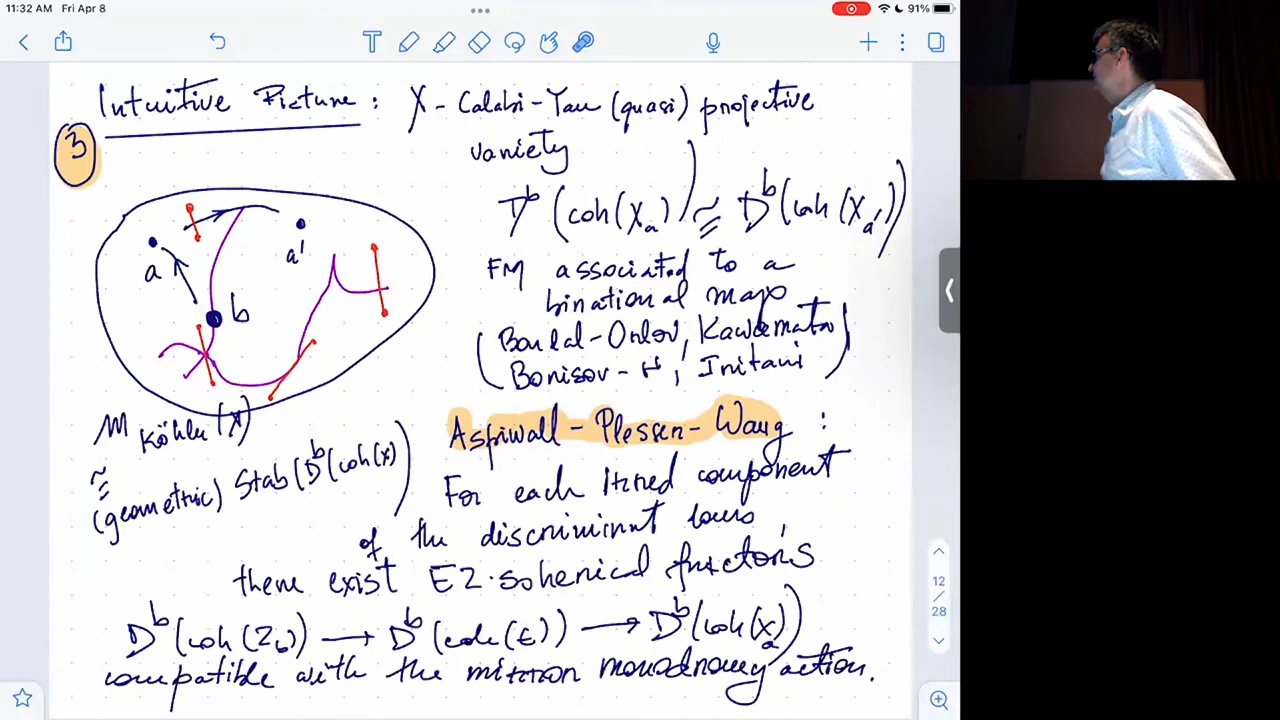 11:32 AM Fri Apr 8
91%
Intuitive Picture: X - Calabi-Yau (quasi) projective
variety
3
D^b(coh(X_a)) ≅ D^b(coh(X_a'))
a
a'
b
FM associated to a
birational map
(Bondal-Orlov, Kawamata,
Borisov-H, Iritani)
M Kähler (X)
≅
(geometric) Stab(D^b(coh(X)))
Aspinwall-Plesser-Wang:
For each irred component
of the discriminant locus,
there exist EZ-spherical functors
D^b(coh(Z_b)) → D^b(coh(E)) → D^b(coh(X_a))
compatible with the mirror monodromy action.
12
/
28